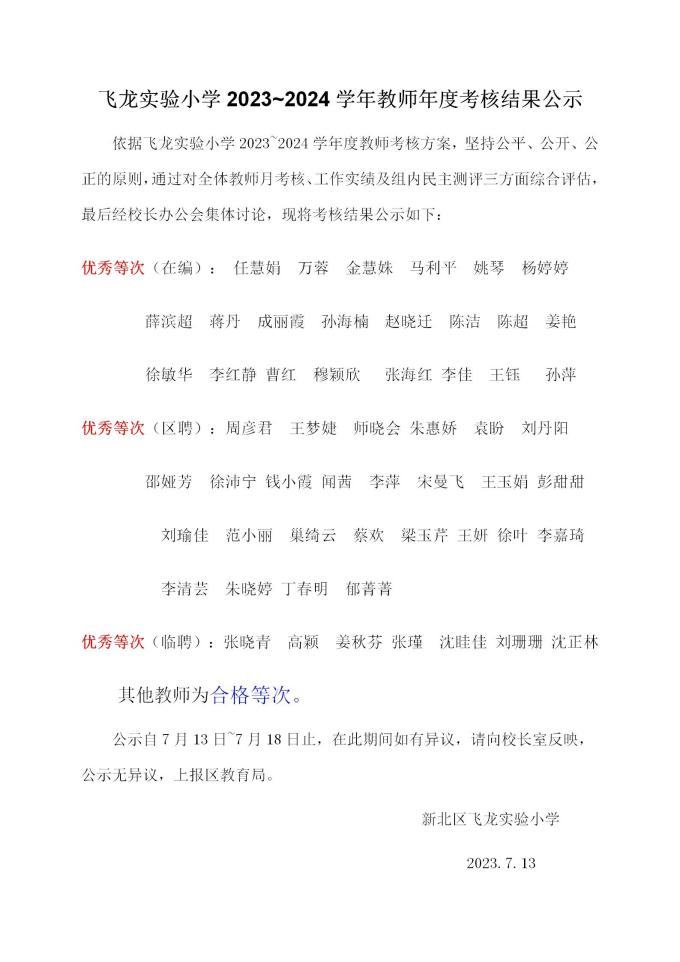 飞龙实验小学 2023~2024 学年教师年度考核结果公示
依据飞龙实验小学 2023~2024 学年度教师考核方案，坚持公平、公开、公
正的原则，通过对全体教师月考核、工作实绩及组内民主测评三方面综合评估，
最后经校长办公会集体讨论，现将考核结果公示如下：
优秀等次（在编）： 任慧娟 万蓉 金慧姝 马利平 姚琴 杨婷婷
薛滨超 蒋丹 成丽霞 孙海楠 赵晓迁 陈洁 陈超 姜艳
徐敏华 李红静 曹红 穆颖欣 张海红 李佳 王钰 孙萍
优秀等次（区聘）：周彦君 王梦婕 师晓会 朱惠娇 袁盼 刘丹阳
邵娅芳 徐沛宁 钱小霞 闻茜 李萍 宋曼飞 王玉娟 彭甜甜
刘瑜佳 范小丽 巢绮云 蔡欢 梁玉芹 王妍 徐叶 李嘉琦
李清芸 朱晓婷 丁春明 郁菁菁
优秀等次（临聘）：张晓青 高颖 姜秋芬 张瑾 沈眭佳 刘珊珊 沈正林
其他教师为合格等次。
公示自 7 月 13 日~7 月 18 日止，在此期间如有异议，请向校长室反映，
公示无异议，上报区教育局。
新北区飞龙实验小学
2023.7.13